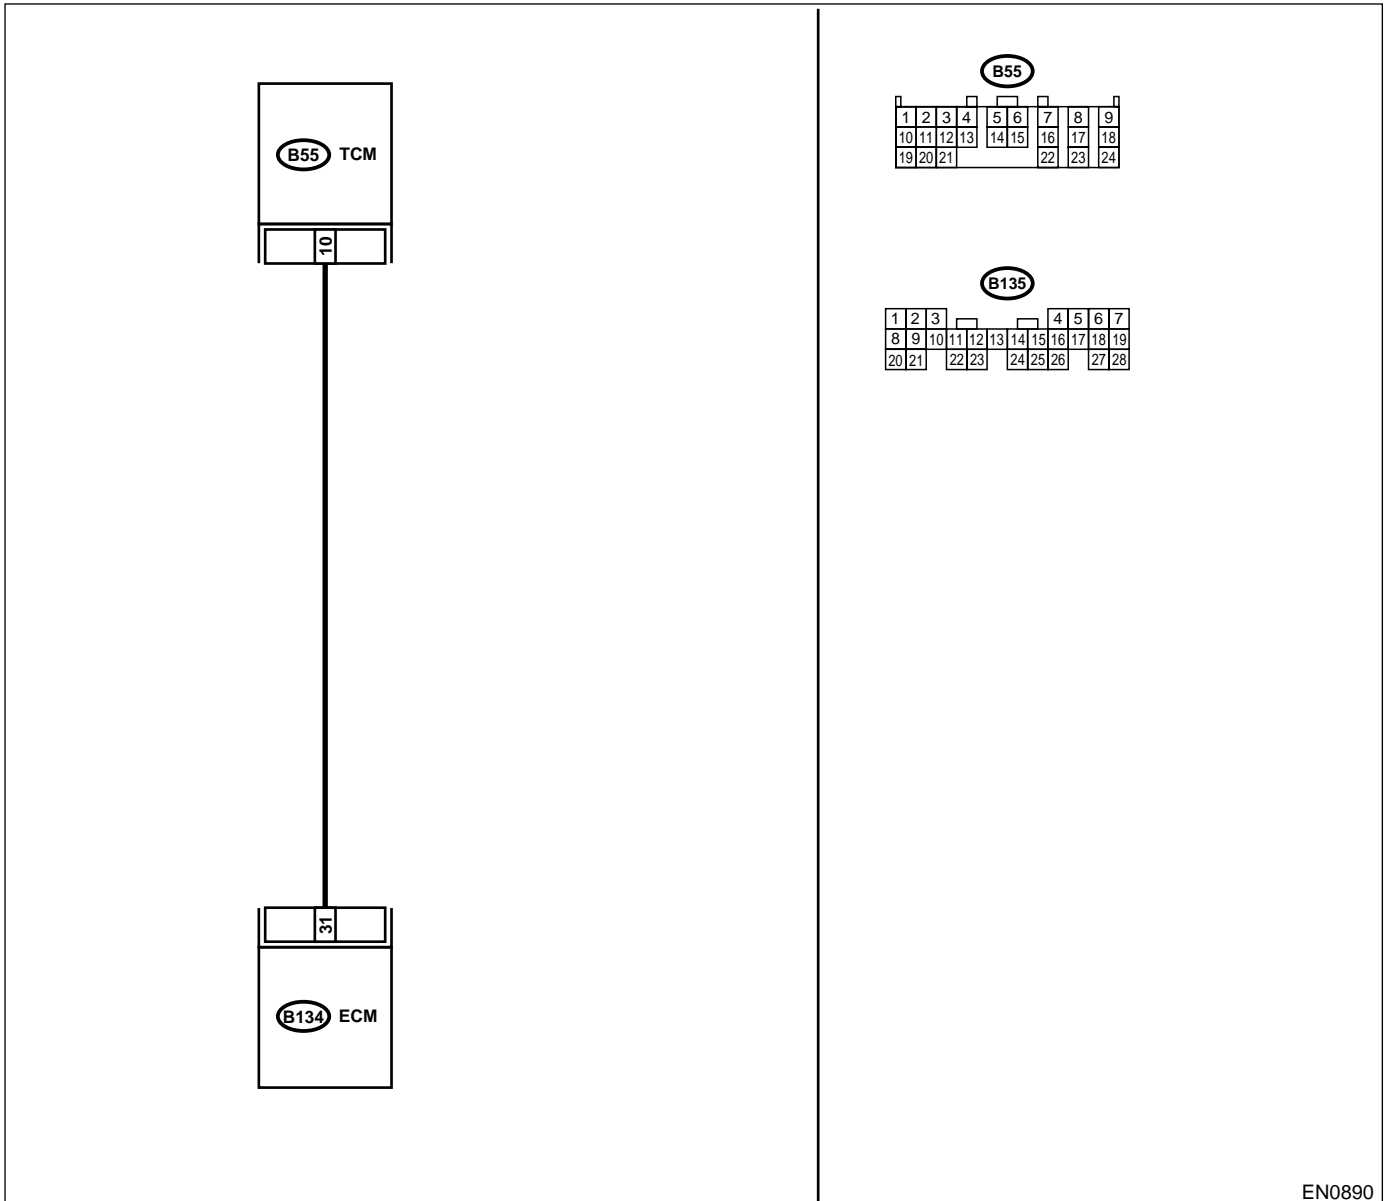 B55 TCM
10
31
B134 ECM
B55
1 2 3 4 5 6 7 8 9
10 11 12 13 14 15 16 17 18
19 20 21 22 23 24
B135
1 2 3 4 5 6 7
8 9 10 11 12 13 14 15 16 17 18 19
20 21 22 23 24 25 26 27 28
EN0890